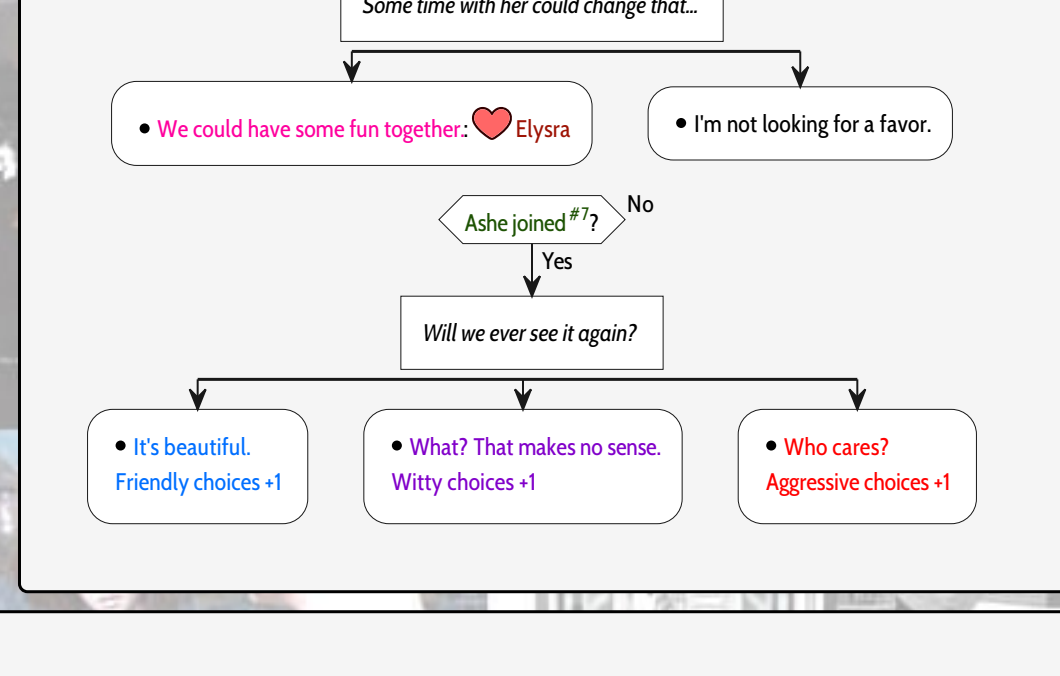 Some time with her could change that...
• We could have some fun together.: Elysra
• I'm not looking for a favor.
Ashe joined #7?
No
Yes
Will we ever see it again?
• It's beautiful.
Friendly choices +1
• What? That makes no sense.
Witty choices +1
• Who cares?
Aggressive choices +1